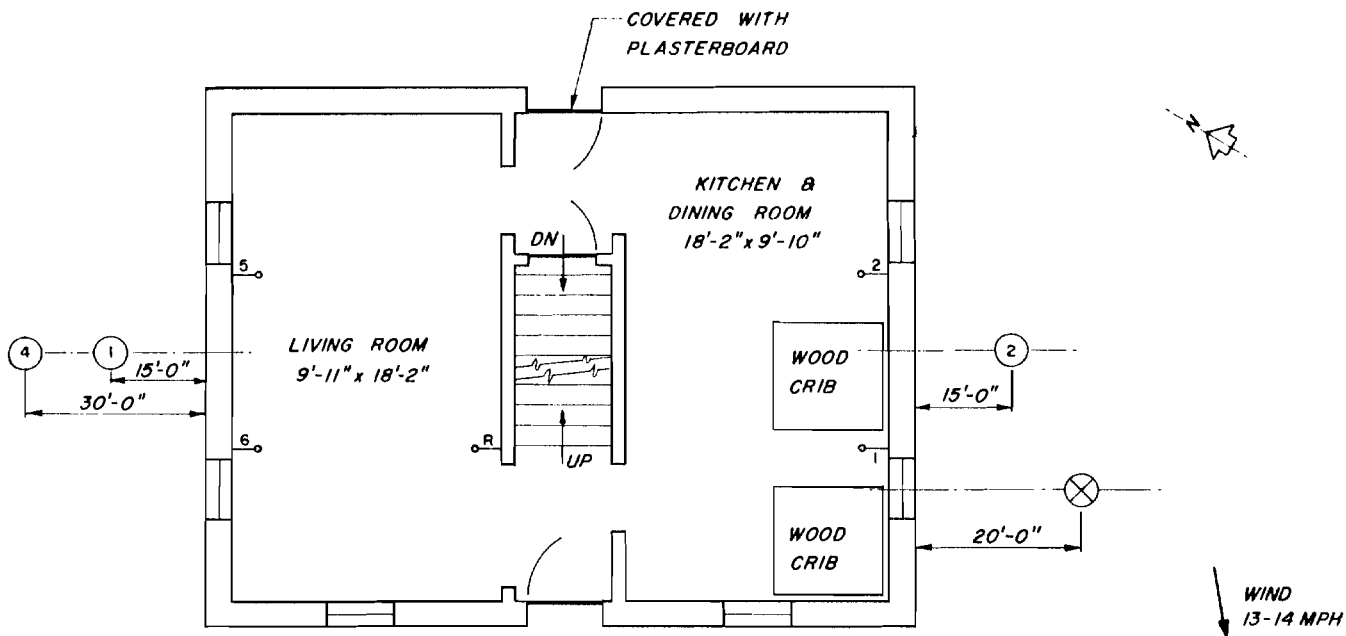 COVERED WITH
PLASTERBOARD
N
KITCHEN &
DINING ROOM
18'-2" x 9'-10"
DN
5
2
4
1
15'-0"
30'-0"
LIVING ROOM
9'-11" x 18'-2"
WOOD
CRIB
2
15'-0"
6
R
UP
1
WOOD
CRIB
20'-0"
WIND
13-14 MPH